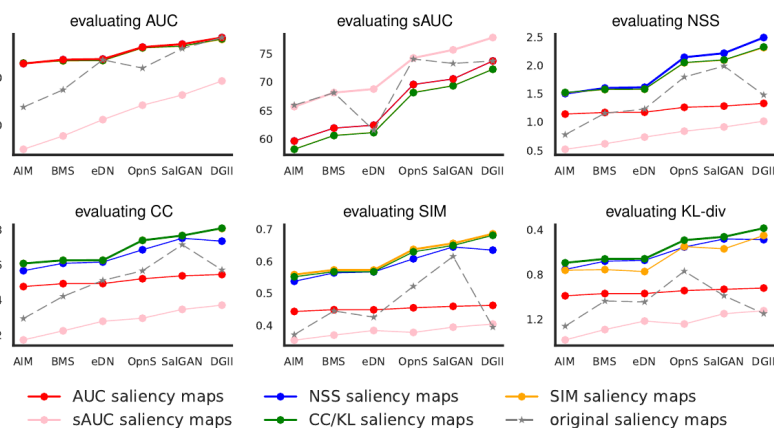 evaluating AUC
evaluating sAUC
evaluating NSS
0
0
75
70
65
60
2.5
2.0
1.5
1.0
0.5
AIM BMS eDN OpnS SalGAN DGII
AIM BMS eDN OpnS SalGAN DGII
AIM BMS eDN OpnS SalGAN DGII
evaluating CC
evaluating SIM
evaluating KL-div
0.7
0.6
0.5
0.4
0.4
0.8
1.2
AIM BMS eDN OpnS SalGAN DGII
AIM BMS eDN OpnS SalGAN DGII
AIM BMS eDN OpnS SalGAN DGII
AUC saliency maps
NSS saliency maps
SIM saliency maps
sAUC saliency maps
CC/KL saliency maps
original saliency maps